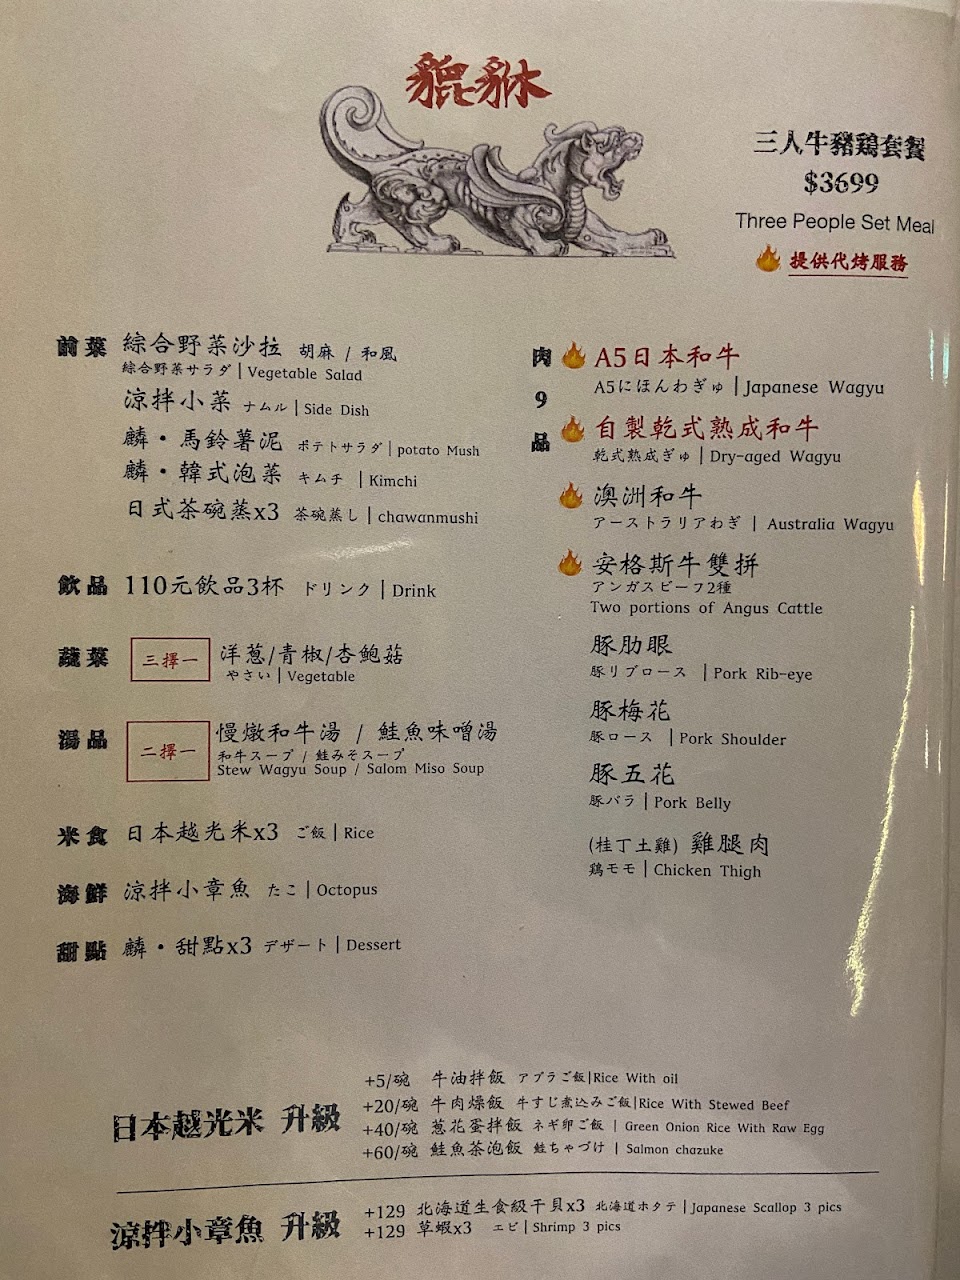 貔貅
三人牛豬鶏套餐
$3699
Three People Set Meal
提供代烤服務
前菜 綜合野菜沙拉 胡麻 / 和風
綜合野菜サラダ | Vegetable Salad
涼拌小菜 ナムル | Side Dish
麟・馬鈴薯泥 ポテトサラダ | potato Mush
麟・韓式泡菜 キムチ | Kimchi
日式茶碗蒸x3 茶碗蒸し | chawanmushi
飲品 110元飲品3杯 ドリンク | Drink
蔬菜 三擇一 洋蔥/青椒/杏鮑菇
やさい | Vegetable
湯品 二擇一 慢燉和牛湯 / 鮭魚味噌湯
和牛スープ / 鮭みそスープ
Stew Wagyu Soup / Salom Miso Soup
米食 日本越光米x3 ご飯 | Rice
海鮮 涼拌小章魚 たこ | Octopus
甜點 麟・甜點x3 デザート | Dessert
肉9品
A5日本和牛
A5にほんわぎゅ | Japanese Wagyu
自製乾式熟成和牛
乾式熟成ぎゅ | Dry-aged Wagyu
澳洲和牛
アーストラリアわぎ | Australia Wagyu
安格斯牛雙拼
アンガスビーフ2種
Two portions of Angus Cattle
豚肋眼
豚リブロース | Pork Rib-eye
豚梅花
豚ロース | Pork Shoulder
豚五花
豚バラ | Pork Belly
(桂丁土雞) 雞腿肉
鶏モモ | Chicken Thigh
日本越光米 升級
+5/碗 牛油拌飯 アブラご飯|Rice With oil
+20/碗 牛肉燥飯 牛すじ煮込みご飯|Rice With Stewed Beef
+40/碗 蔥花蛋拌飯 ネギ卵ご飯 | Green Onion Rice With Raw Egg
+60/碗 鮭魚茶泡飯 鮭ちゃづけ | Salmon chazuke
涼拌小章魚 升級
+129 北海道生食級干貝x3 北海道ホタテ | Japanese Scallop 3 pics
+129 草蝦x3 エビ | Shrimp 3 pics